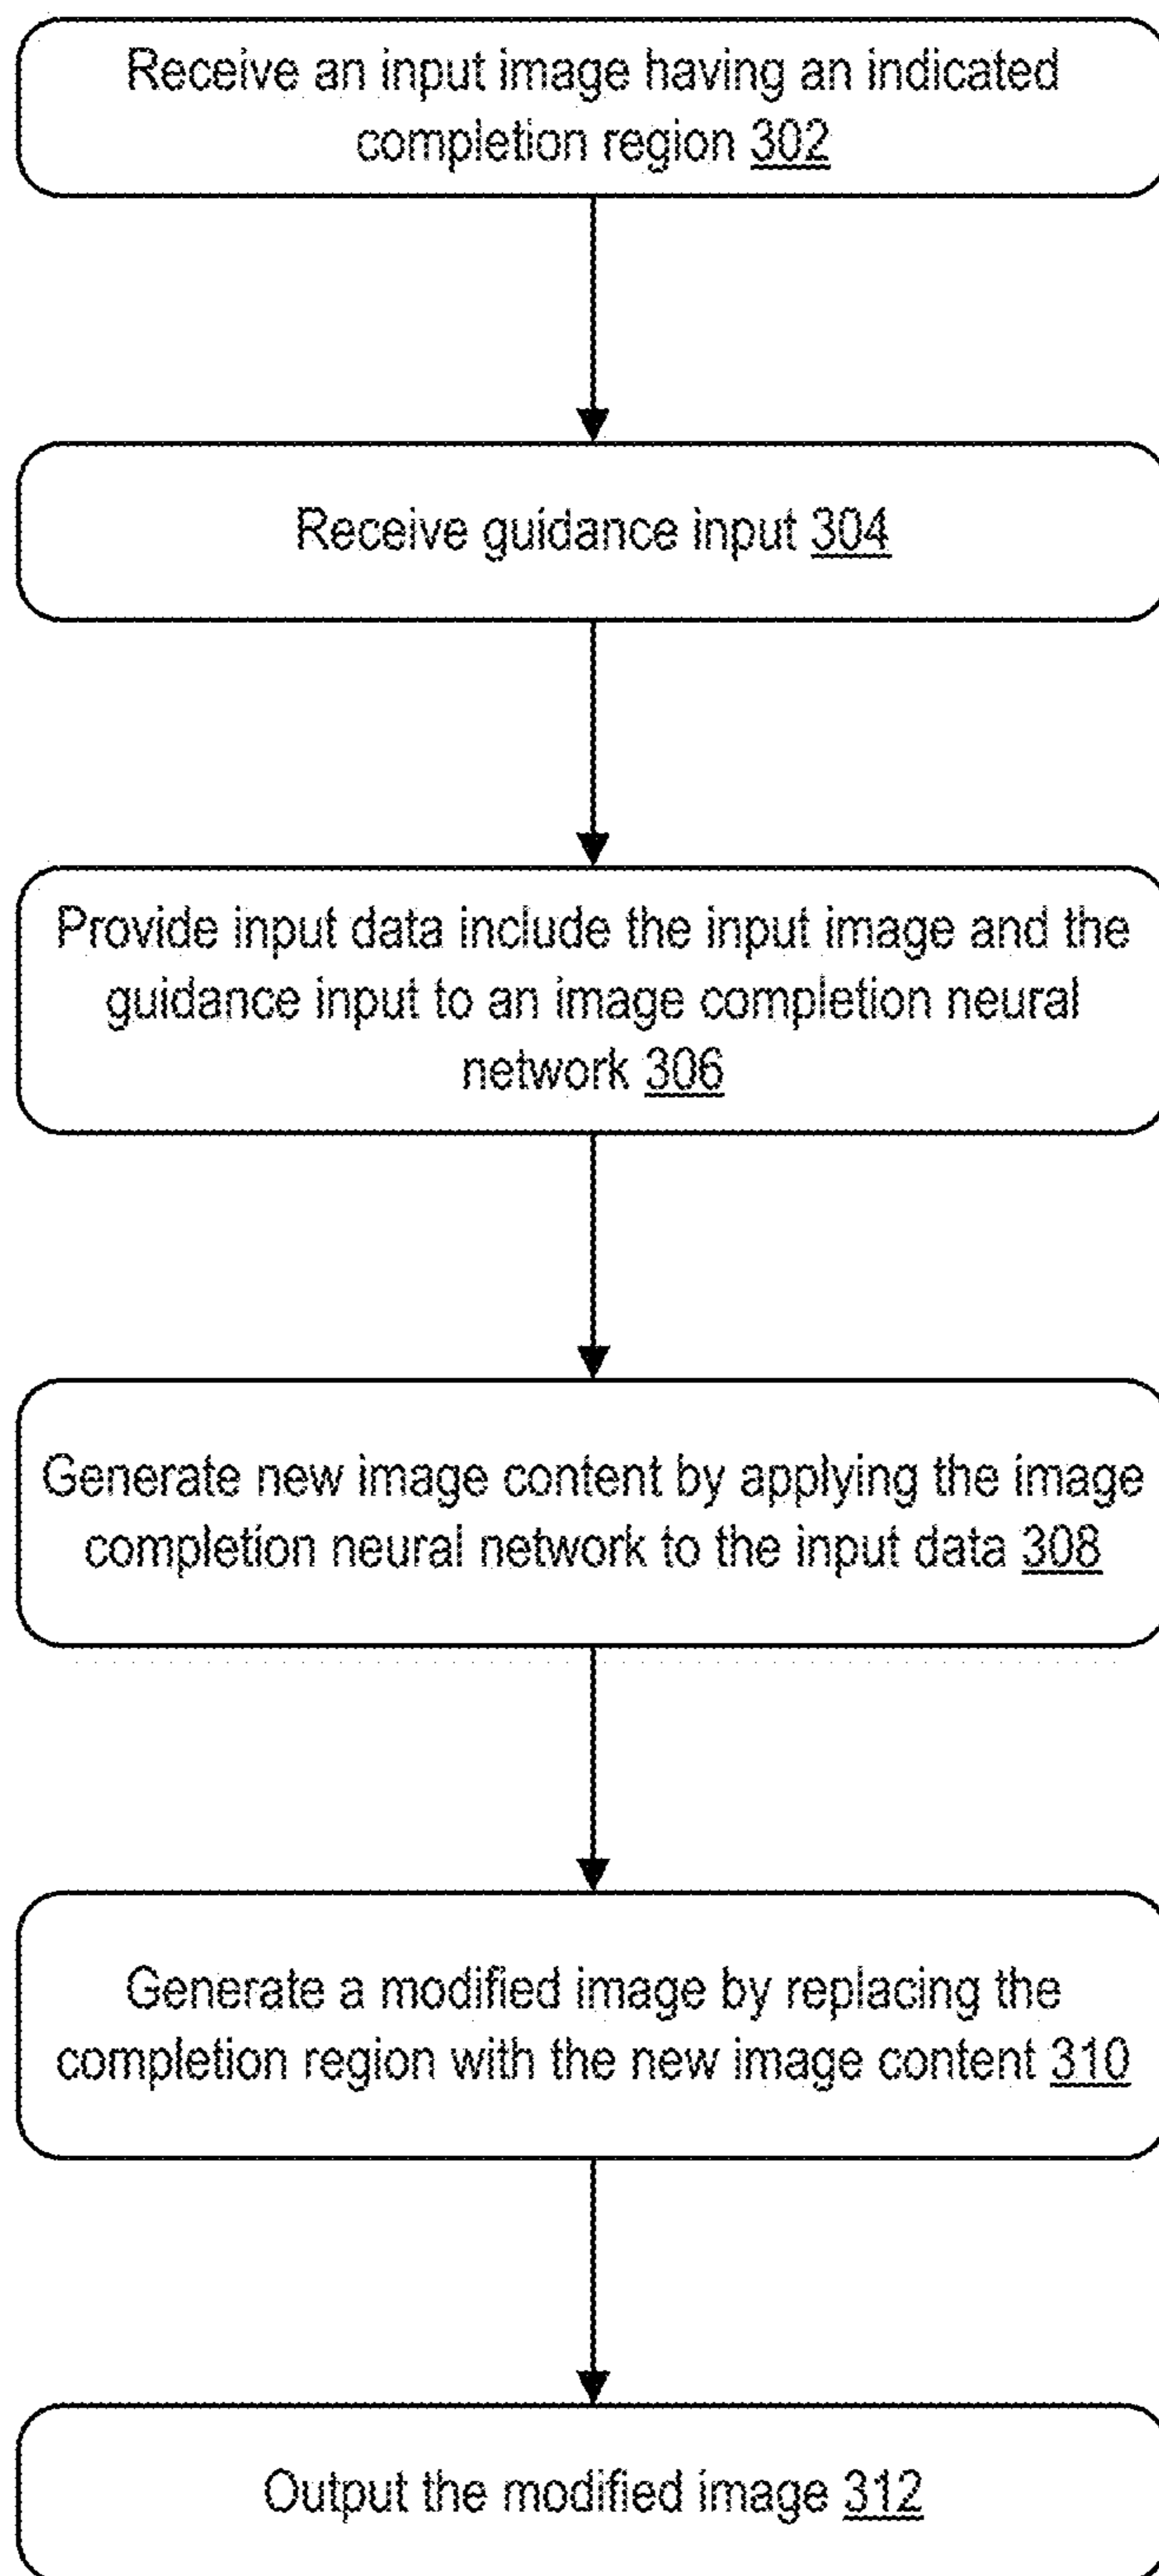 Receive an input image having an indicated
completion region 302
Receive guidance input 304
Provide input data include the input image and the
guidance input to an image completion neural
network 306
Generate new image content by applying the image
completion neural network to the input data 308
Generate a modified image by replacing the
completion region with the new image content 310
Output the modified image 312